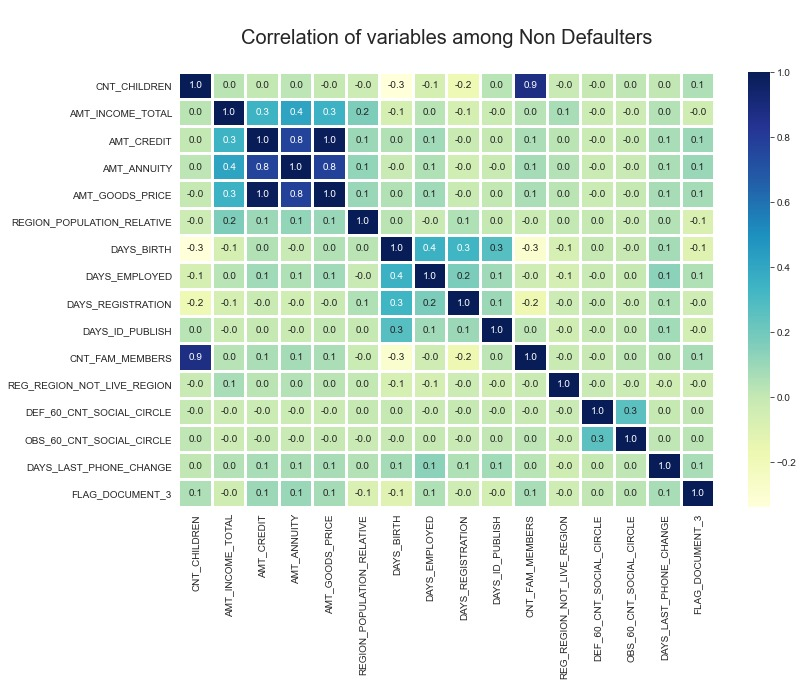 Correlation of variables among Non Defaulters
CNT_CHILDREN 1.0 0.0 0.0 0.0 -0.0 -0.0 -0.3 -0.1 -0.2 0.0 0.9 -0.0 -0.0 -0.0 0.0 0.1
AMT_INCOME_TOTAL 0.0 1.0 0.3 0.4 0.3 0.2 -0.1 0.0 -0.1 -0.0 0.0 0.1 -0.0 -0.0 0.0 -0.0
AMT_CREDIT 0.0 0.3 1.0 0.8 1.0 0.1 0.0 0.1 -0.0 0.0 0.1 0.0 -0.0 -0.0 0.1 0.1
AMT_ANNUITY 0.0 0.4 0.8 1.0 0.8 0.1 -0.0 0.1 -0.0 -0.0 0.1 0.0 -0.0 -0.0 0.1 0.1
AMT_GOODS_PRICE -0.0 0.3 1.0 0.8 1.0 0.1 0.0 0.1 -0.0 0.0 0.1 0.0 -0.0 -0.0 0.1 0.1
REGION_POPULATION_RELATIVE -0.0 0.2 0.1 0.1 0.1 1.0 0.0 -0.0 0.1 0.0 -0.0 0.0 0.0 -0.0 0.0 -0.1
DAYS_BIRTH -0.3 -0.1 0.0 -0.0 0.0 0.0 1.0 0.4 0.3 0.3 -0.3 -0.1 0.0 -0.0 0.1 -0.1
DAYS_EMPLOYED -0.1 0.0 0.1 0.1 0.1 -0.0 0.4 1.0 0.2 0.1 -0.0 -0.1 -0.0 0.0 0.1 0.1
DAYS_REGISTRATION -0.2 -0.1 -0.0 -0.0 -0.0 0.1 0.3 0.2 1.0 0.1 -0.2 -0.0 -0.0 -0.0 0.1 -0.0
DAYS_ID_PUBLISH 0.0 -0.0 0.0 -0.0 0.0 0.0 0.3 0.1 0.1 1.0 0.0 -0.0 -0.0 0.0 0.1 -0.0
CNT_FAM_MEMBERS 0.9 0.0 0.1 0.1 0.1 -0.0 -0.3 -0.0 -0.2 0.0 1.0 -0.0 -0.0 0.0 0.0 0.1
REG_REGION_NOT_LIVE_REGION -0.0 0.1 0.0 0.0 0.0 0.0 -0.1 -0.1 -0.0 -0.0 -0.0 1.0 -0.0 -0.0 -0.0 -0.0
DEF_60_CNT_SOCIAL_CIRCLE -0.0 -0.0 -0.0 -0.0 -0.0 0.0 0.0 -0.0 -0.0 -0.0 -0.0 -0.0 1.0 0.3 0.0 0.0
OBS_60_CNT_SOCIAL_CIRCLE -0.0 -0.0 -0.0 -0.0 -0.0 -0.0 -0.0 0.0 -0.0 0.0 0.0 -0.0 0.3 1.0 0.0 0.0
DAYS_LAST_PHONE_CHANGE 0.0 0.0 0.1 0.1 0.1 0.0 0.1 0.1 0.1 0.1 0.0 -0.0 0.0 0.0 1.0 0.1
FLAG_DOCUMENT_3 0.1 -0.0 0.1 0.1 0.1 -0.1 -0.1 0.1 -0.0 -0.0 0.1 -0.0 0.0 0.0 0.1 1.0
CNT_CHILDREN
AMT_INCOME_TOTAL
AMT_CREDIT
AMT_ANNUITY
AMT_GOODS_PRICE
REGION_POPULATION_RELATIVE
DAYS_BIRTH
DAYS_EMPLOYED
DAYS_REGISTRATION
DAYS_ID_PUBLISH
CNT_FAM_MEMBERS
REG_REGION_NOT_LIVE_REGION
DEF_60_CNT_SOCIAL_CIRCLE
OBS_60_CNT_SOCIAL_CIRCLE
DAYS_LAST_PHONE_CHANGE
FLAG_DOCUMENT_3
1.0
0.8
0.6
0.4
0.2
0.0
−0.2